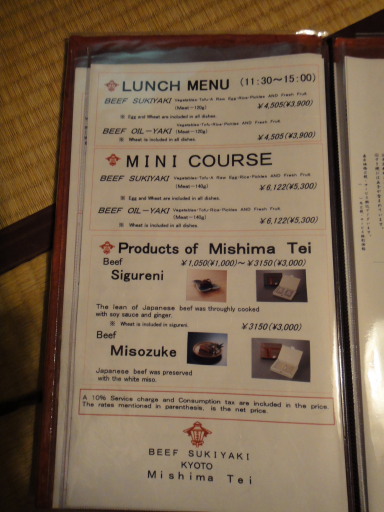 LUNCH MENU (11:30~15:00)
BEEF SUKIYAKI Vegetables-Tofu-A Raw Egg-Rice-Pickles AND Fresh Fruit
(Meat-120g) ¥4,505(¥3,900)
※ Egg and Wheat are included in all dishes.
BEEF OIL-YAKI Vegetables-Tofu-Rice-Pickles AND Fresh Fruit
(Meat-120g) ¥4,505(¥3,900)
※ Wheat is included in all dishes.
MINI COURSE
BEEF SUKIYAKI Vegetables-Tofu-A Raw Egg-Rice-Pickles AND Fresh Fruit
(Meat-140g) ¥6,122(¥5,300)
※ Egg and Wheat are included in all dishes.
BEEF OIL-YAKI Vegetables-Tofu-Rice-Pickles AND Fresh Fruit
(Meat-140g) ¥6,122(¥5,300)
※ Wheat is included in all dishes
Products of Mishima Tei
Beef ¥1,050(¥1,000)~¥3150(¥3,000)
Sigureni
The lean of Japanese beef was throughly cooked
with soy sauce and ginger.
※ Wheat is included in sigureni.
¥3150(¥3,000)
Beef
Misozuke
Japanese beef was preserved
with the white miso.
A 10% Service charge and Consumption tax are included in the price.
The rates mentioned in parenthesis, is the net price.
BEEF SUKIYAKI
KYOTO
Mishima Tei